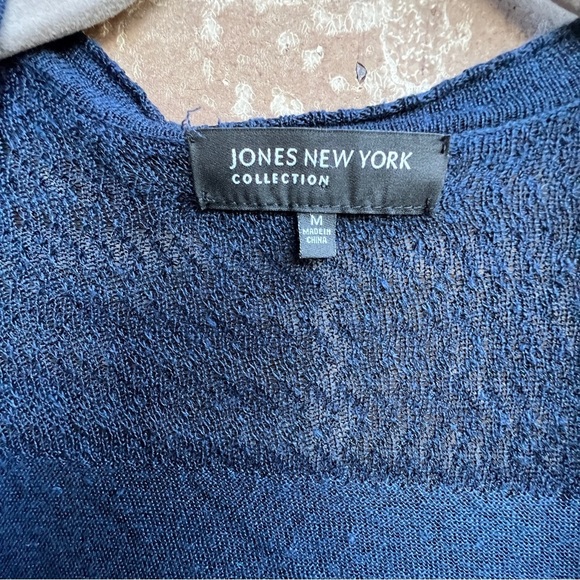 JONES NEW YORK
COLLECTION
M
MADE IN
CHINA